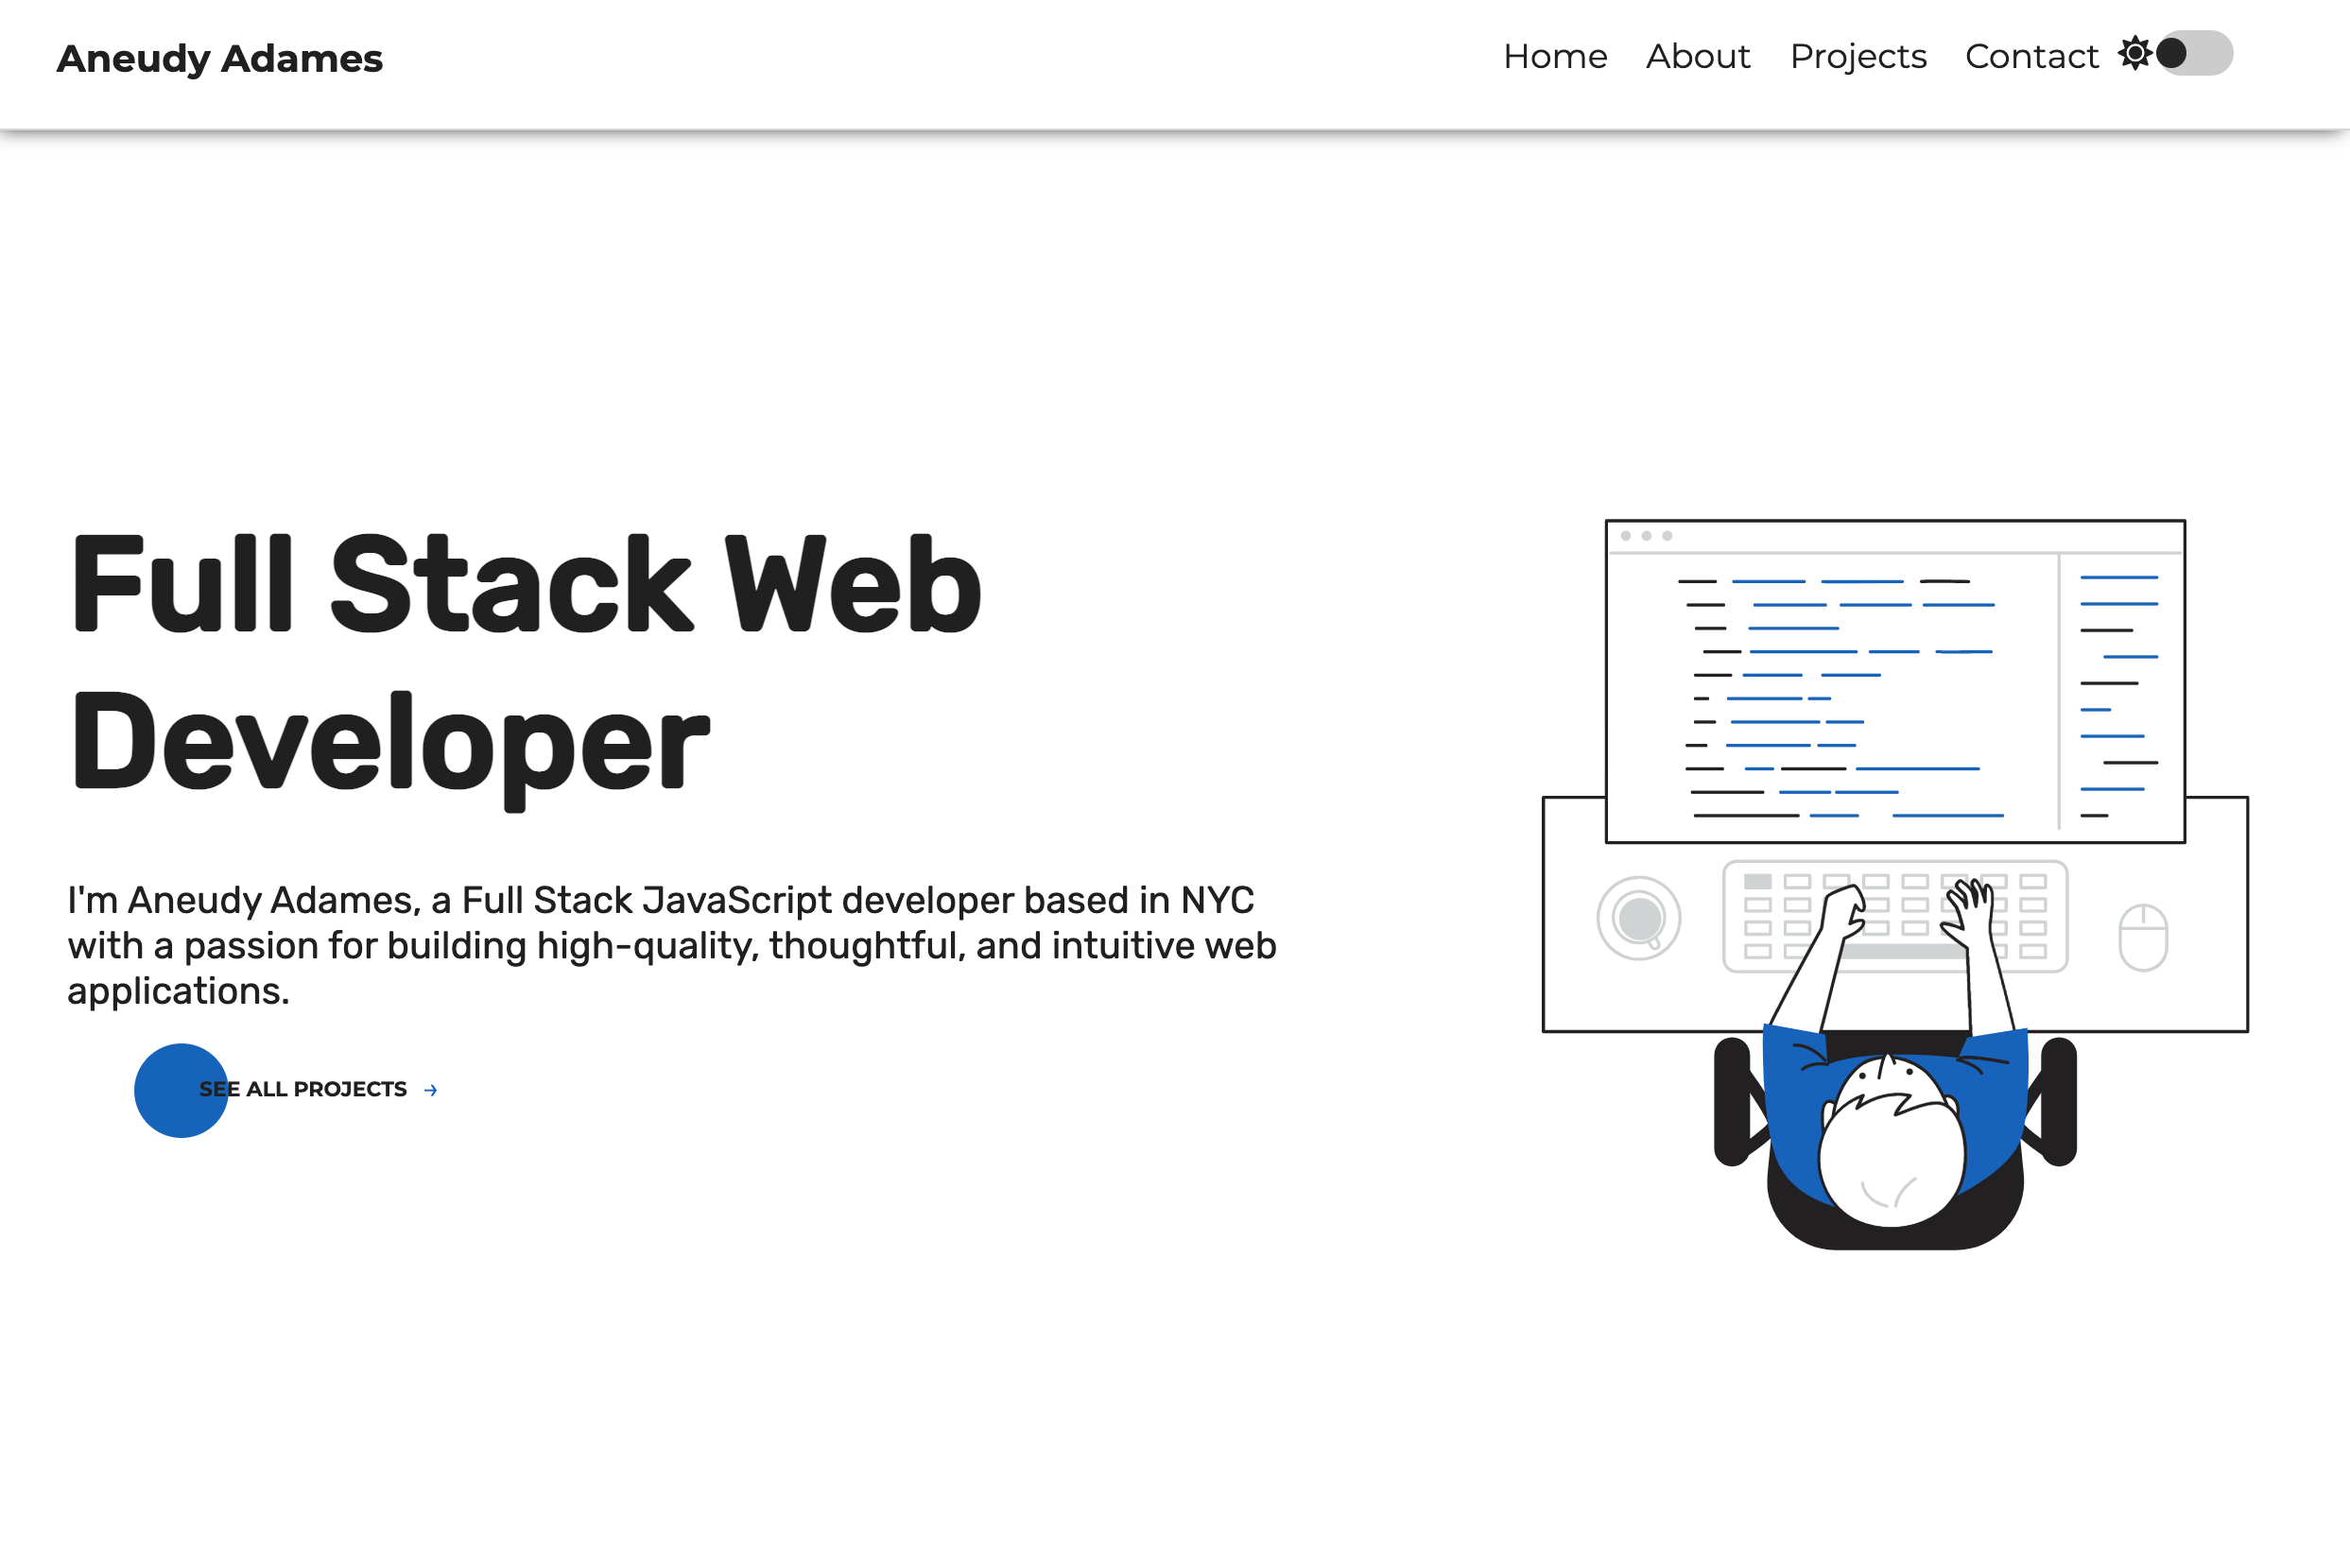 Aneudy Adames
Home About Projects Contact
Full Stack Web
Developer
I'm Aneudy Adames, a Full Stack JavaScript developer based in NYC
with a passion for building high-quality, thoughtful, and intuitive web
applications.
SEE ALL PROJECTS →